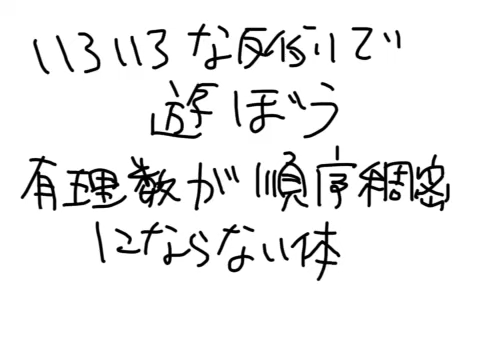 いろいろな反例で
遊ぼう
有理数が順序稠密
にならない体